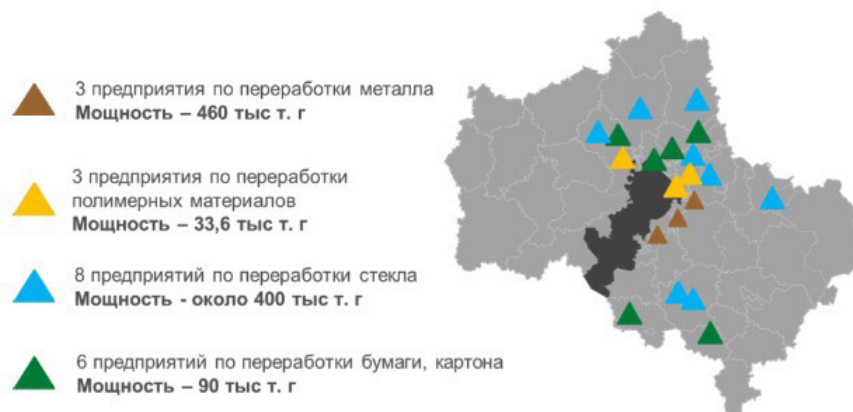 3 предприятия по переработки металла
Мощность – 460 тыс т. г
3 предприятия по переработки
полимерных материалов
Мощность – 33,6 тыс т. г
8 предприятий по переработки стекла
Мощность - около 400 тыс т. г
6 предприятий по переработки бумаги, картона
Мощность – 90 тыс т. г